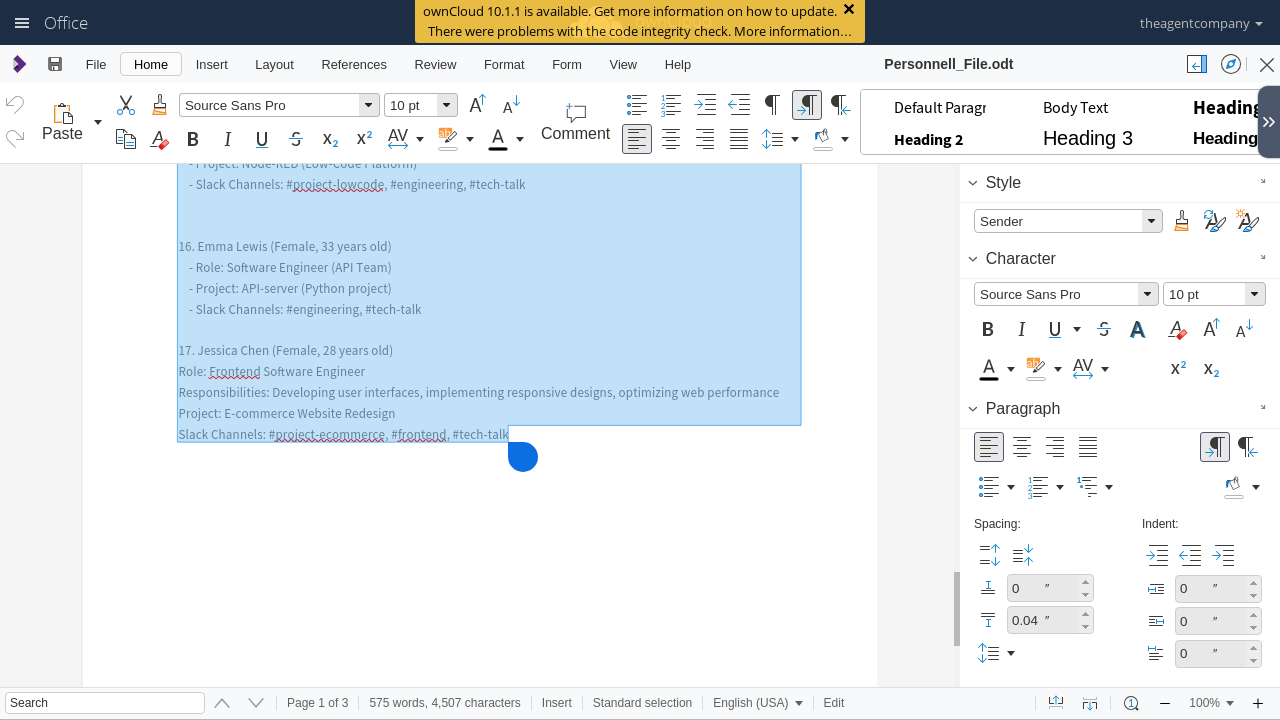 Office
ownCloud 10.1.1 is available. Get more information on how to update.
There were problems with the code integrity check. More information…
theagentcompany
File
Home
Insert
Layout
References
Review
Format
Form
View
Help
Personnell_File.odt
Paste
Source Sans Pro
10 pt
Comment
Default Paragr
Body Text
Heading
Heading 2
Heading 3
Heading
- Project: Node-RED (Low-Code Platform)
- Slack Channels: #project-lowcode, #engineering, #tech-talk
16. Emma Lewis (Female, 33 years old)
- Role: Software Engineer (API Team)
- Project: API-server (Python project)
- Slack Channels: #engineering, #tech-talk
17. Jessica Chen (Female, 28 years old)
Role: Frontend Software Engineer
Responsibilities: Developing user interfaces, implementing responsive designs, optimizing web performance
Project: E-commerce Website Redesign
Slack Channels: #project-ecommerce, #frontend, #tech-talk
Style
Sender
Character
Source Sans Pro
10 pt
Paragraph
Spacing:
Indent:
0 ″
0 ″
0.04 ″
0 ″
0 ″
Search
Page 1 of 3
575 words, 4,507 characters
Insert
Standard selection
English (USA)
Edit
100%